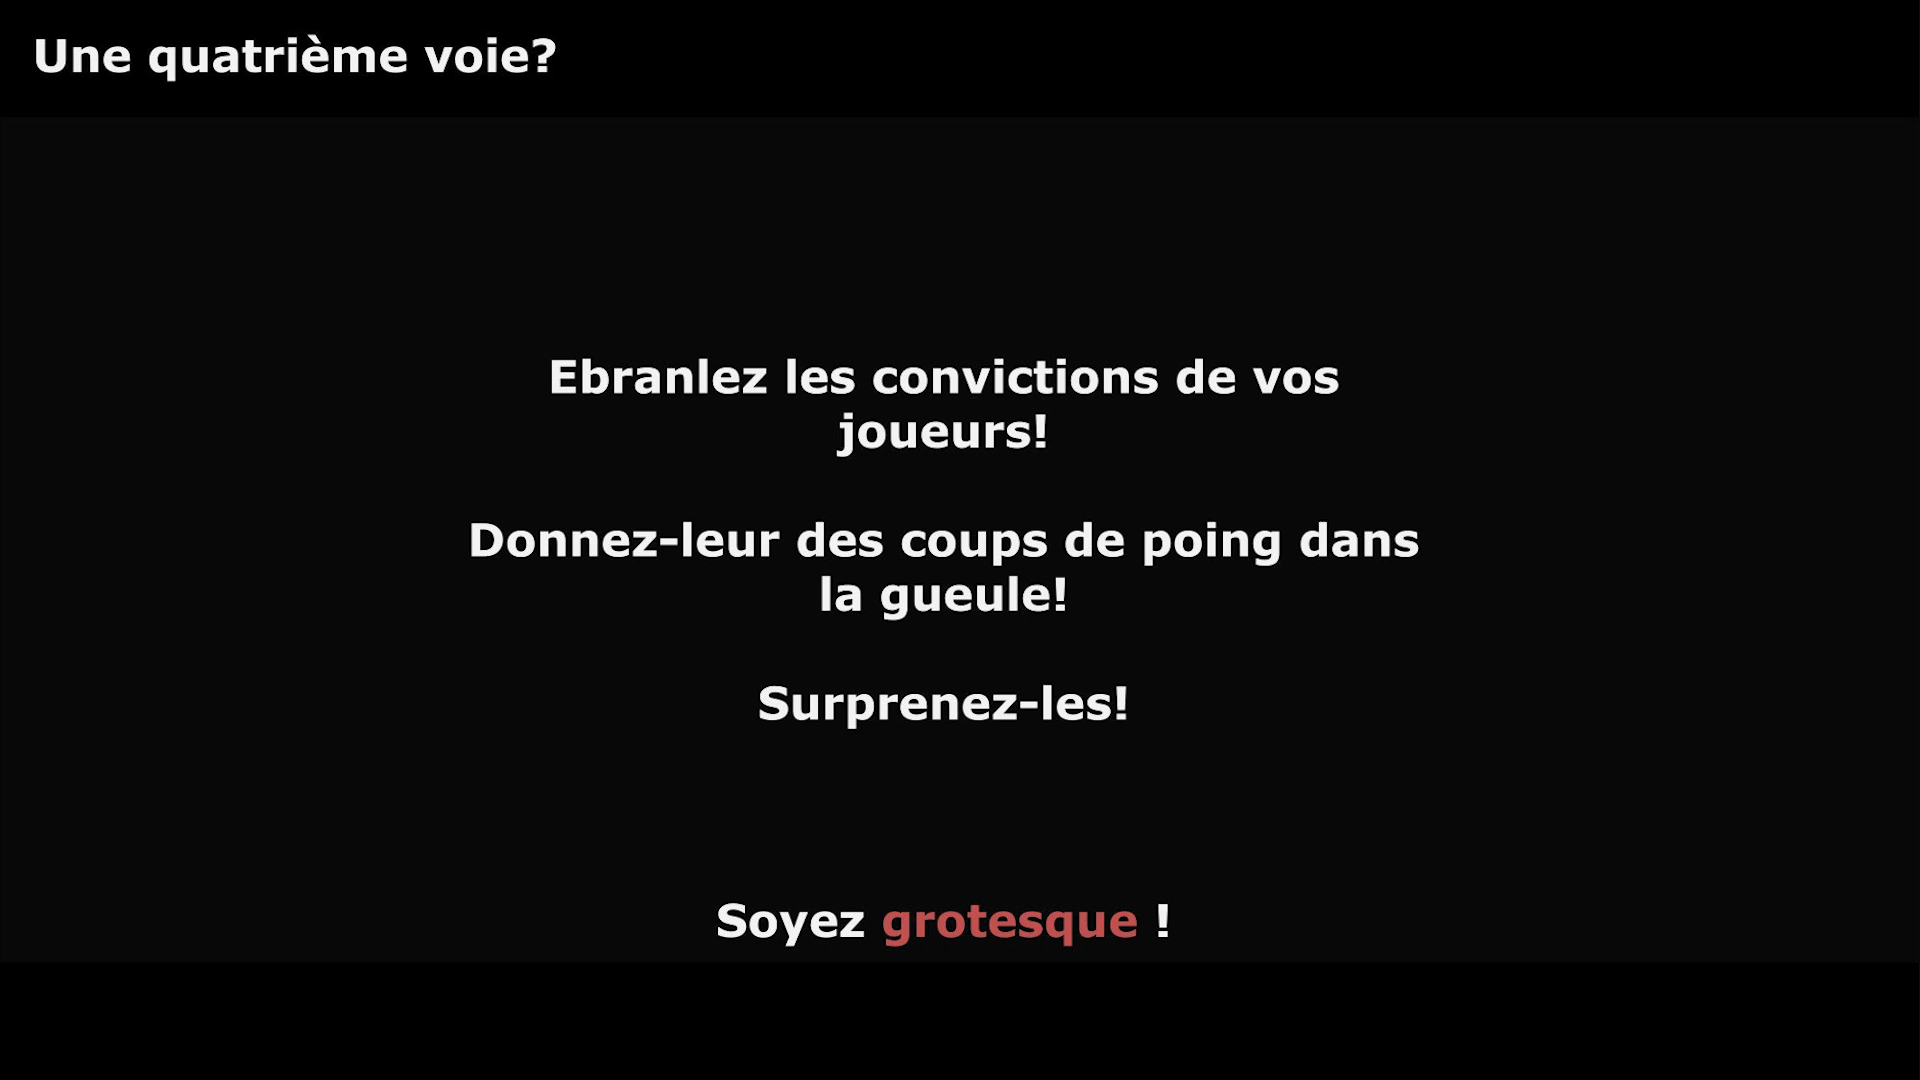 Une quatrième voie?
Ebranlez les convictions de vos
joueurs!
Donnez-leur des coups de poing dans
la gueule!
Surprenez-les!
Soyez grotesque !